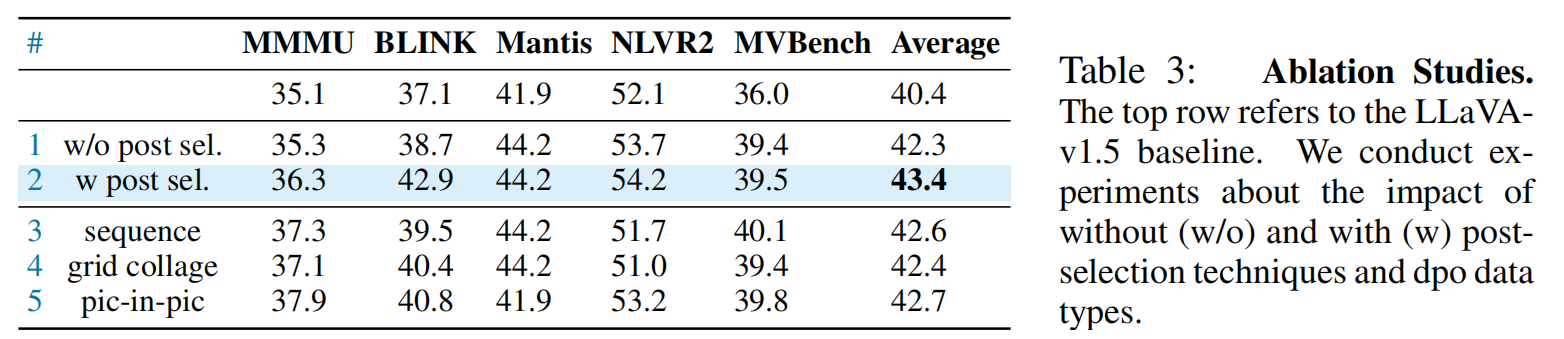 # MMMU BLINK Mantis NLVR2 MVBench Average
35.1 37.1 41.9 52.1 36.0 40.4
1 w/o post sel. 35.3 38.7 44.2 53.7 39.4 42.3
2 w post sel. 36.3 42.9 44.2 54.2 39.5 43.4
3 sequence 37.3 39.5 44.2 51.7 40.1 42.6
4 grid collage 37.1 40.4 44.2 51.0 39.4 42.4
5 pic-in-pic 37.9 40.8 41.9 53.2 39.8 42.7
Table 3: Ablation Studies.
The top row refers to the LLaVA-
v1.5 baseline. We conduct ex-
periments about the impact of
without (w/o) and with (w) post-
selection techniques and dpo data
types.